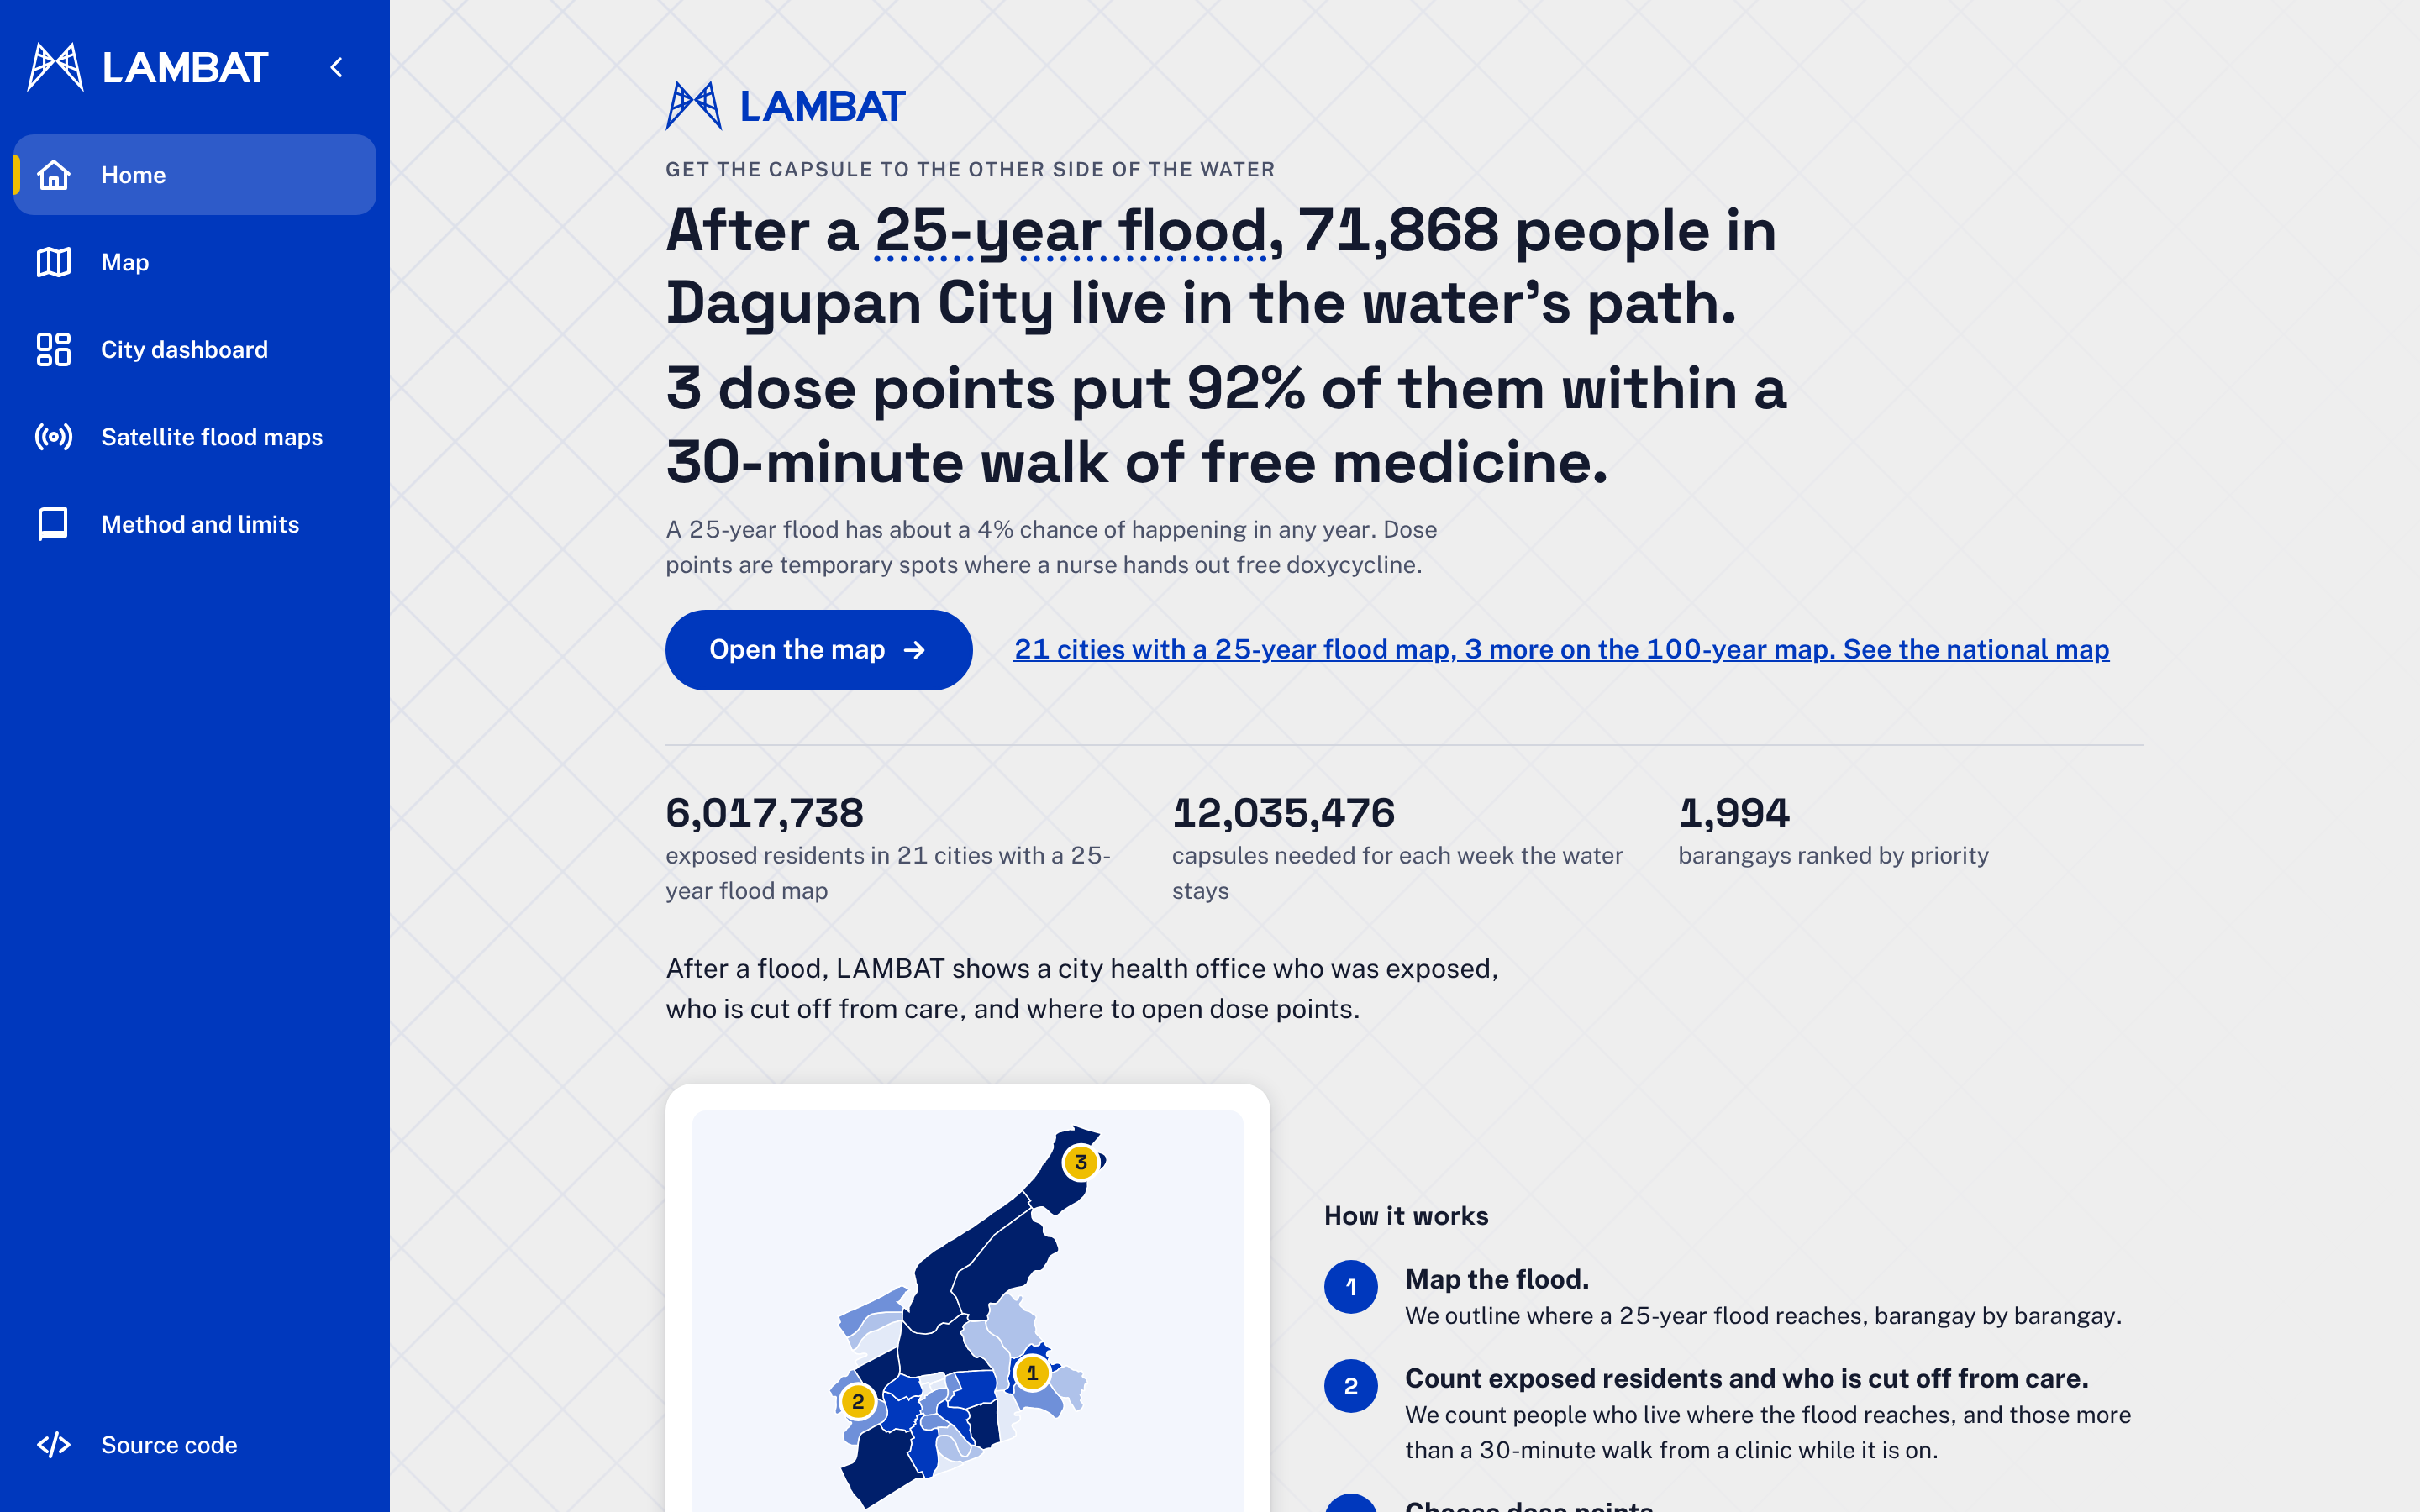 LAMBAT
Home
Map
City dashboard
Satellite flood maps
Method and limits
Source code
LAMBAT
GET THE CAPSULE TO THE OTHER SIDE OF THE WATER
After a 25-year flood, 71,868 people in
Dagupan City live in the water’s path.
3 dose points put 92% of them within a
30-minute walk of free medicine.
A 25-year flood has about a 4% chance of happening in any year. Dose
points are temporary spots where a nurse hands out free doxycycline.
Open the map
21 cities with a 25-year flood map, 3 more on the 100-year map. See the national map
6,017,738
exposed residents in 21 cities with a 25-
year flood map
12,035,476
capsules needed for each week the water
stays
1,994
barangays ranked by priority
After a flood, LAMBAT shows a city health office who was exposed,
who is cut off from care, and where to open dose points.
3
1
2
How it works
1
Map the flood.
We outline where a 25-year flood reaches, barangay by barangay.
2
Count exposed residents and who is cut off from care.
We count people who live where the flood reaches, and those more
than a 30-minute walk from a clinic while it is on.
Choose dose points.